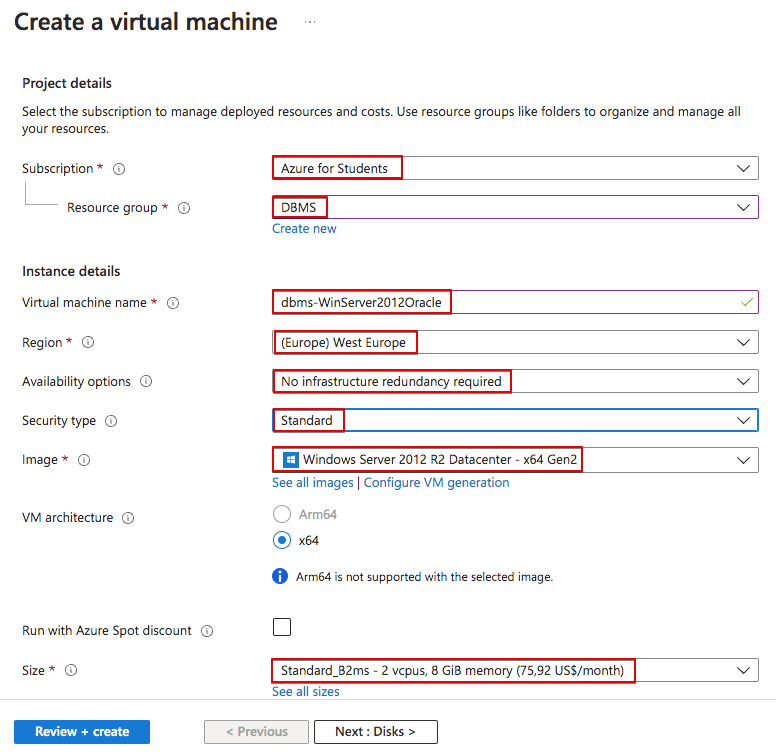 Create a virtual machine ...
Project details
Select the subscription to manage deployed resources and costs. Use resource groups like folders to organize and manage all
your resources.
Subscription * Azure for Students
Resource group * DBMS
Create new
Instance details
Virtual machine name * dbms-WinServer2012Oracle
Region * (Europe) West Europe
Availability options No infrastructure redundancy required
Security type Standard
Image * Windows Server 2012 R2 Datacenter - x64 Gen2
See all images | Configure VM generation
VM architecture Arm64
x64
Arm64 is not supported with the selected image.
Run with Azure Spot discount
Size * Standard_B2ms - 2 vcpus, 8 GiB memory (75,92 US$/month)
See all sizes
Review + create < Previous Next : Disks >